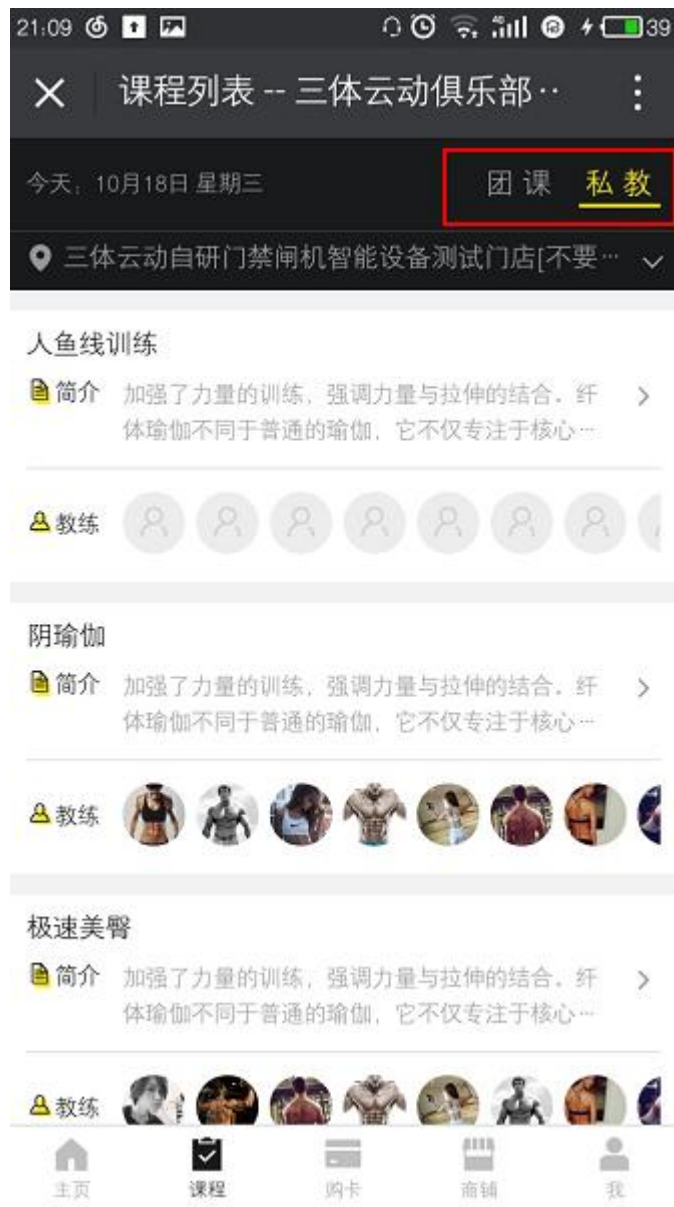 21:09
39
课程列表 -- 三体云动俱乐部··
今天，10月18日 星期三
团课 私教
三体云动自研门禁闸机智能设备测试门店[不要…
人鱼线训练
简介 加强了力量的训练，强调力量与拉伸的结合。纤
体瑜伽不同于普通的瑜伽，它不仅专注于核心…
教练
阴瑜伽
简介 加强了力量的训练，强调力量与拉伸的结合。纤
体瑜伽不同于普通的瑜伽，它不仅专注于核心…
教练
极速美臀
简介 加强了力量的训练，强调力量与拉伸的结合。纤
体瑜伽不同于普通的瑜伽，它不仅专注于核心…
教练
主页 课程 购卡 商铺 我